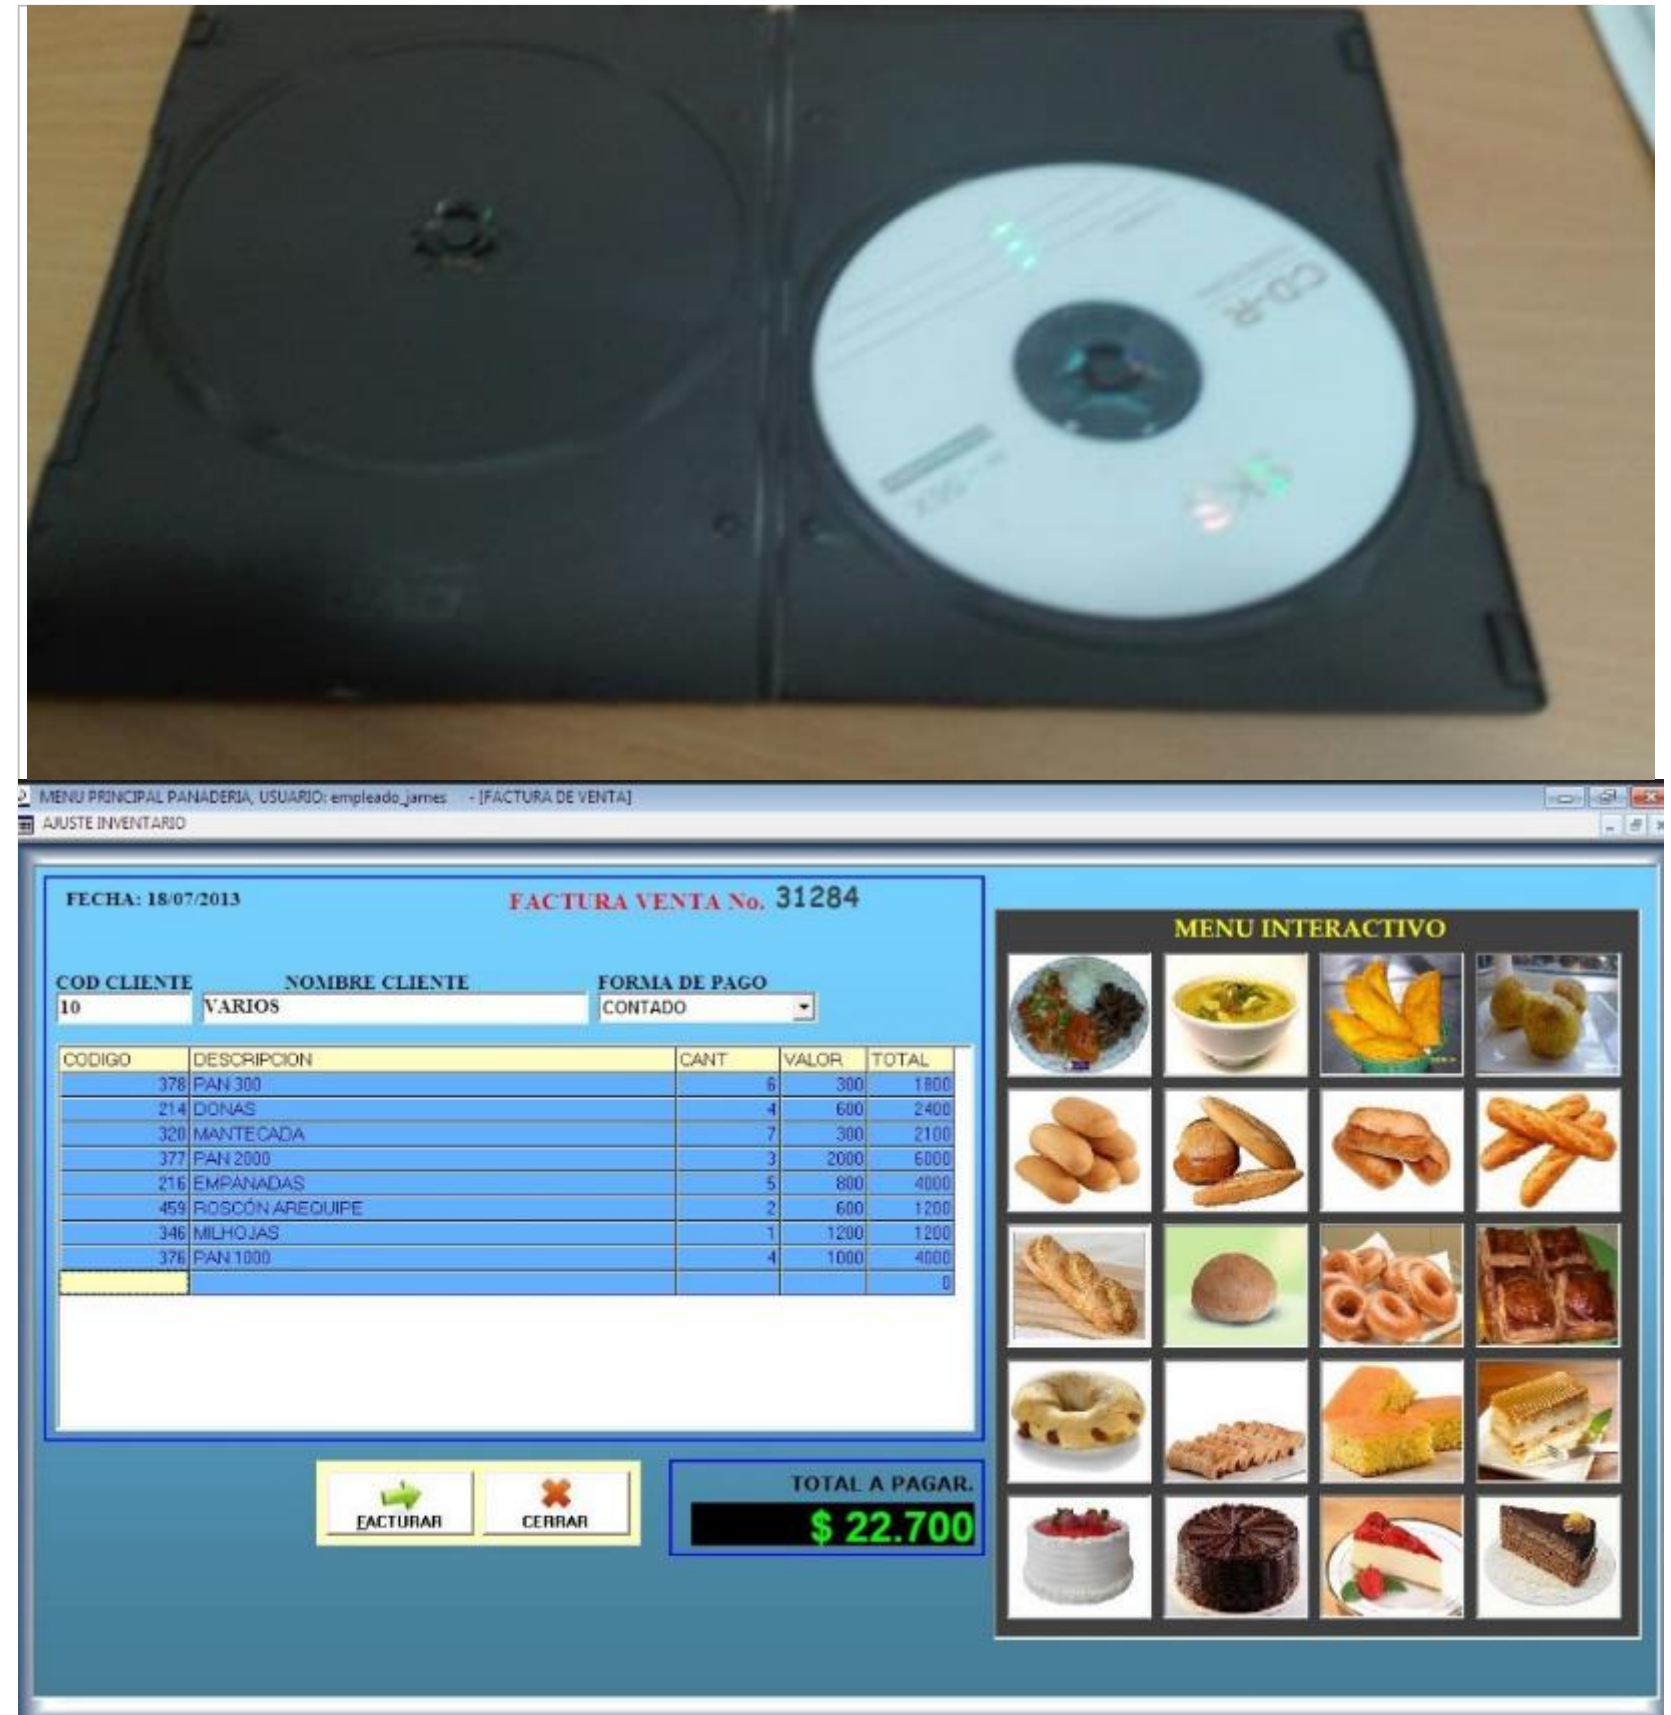 CD-R
MENU PRINCIPAL PANADERIA, USUARIO: empleado_james - [FACTURA DE VENTA]
AJUSTE INVENTARIO
FECHA: 18/07/2013 FACTURA VENTA No. 31284
COD CLIENTE NOMBRE CLIENTE FORMA DE PAGO
10 VARIOS CONTADO
CODIGO DESCRIPCION CANT VALOR TOTAL
378 PAN 300 6 300 1800
214 DONAS 4 600 2400
320 MANTECADA 7 300 2100
377 PAN 2000 3 2000 6000
216 EMPANADAS 5 800 4000
459 ROSCÓN AREQUIPE 2 600 1200
346 MILHOJAS 1 1200 1200
376 PAN 1000 4 1000 4000
0
FACTURAR CERRAR
TOTAL A PAGAR.
$ 22.700
MENU INTERACTIVO